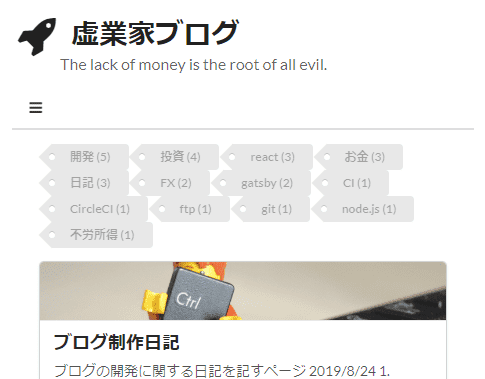 虚業家ブログ
The lack of money is the root of all evil.
開発 (5) 投資 (4) react (3) お金 (3)
日記 (3) FX (2) gatsby (2) CI (1)
CircleCI (1) ftp (1) git (1) node.js (1)
不労所得 (1)
Ctrl
ブログ制作日記
ブログの開発に関する日記を記すページ 2019/8/24 1.